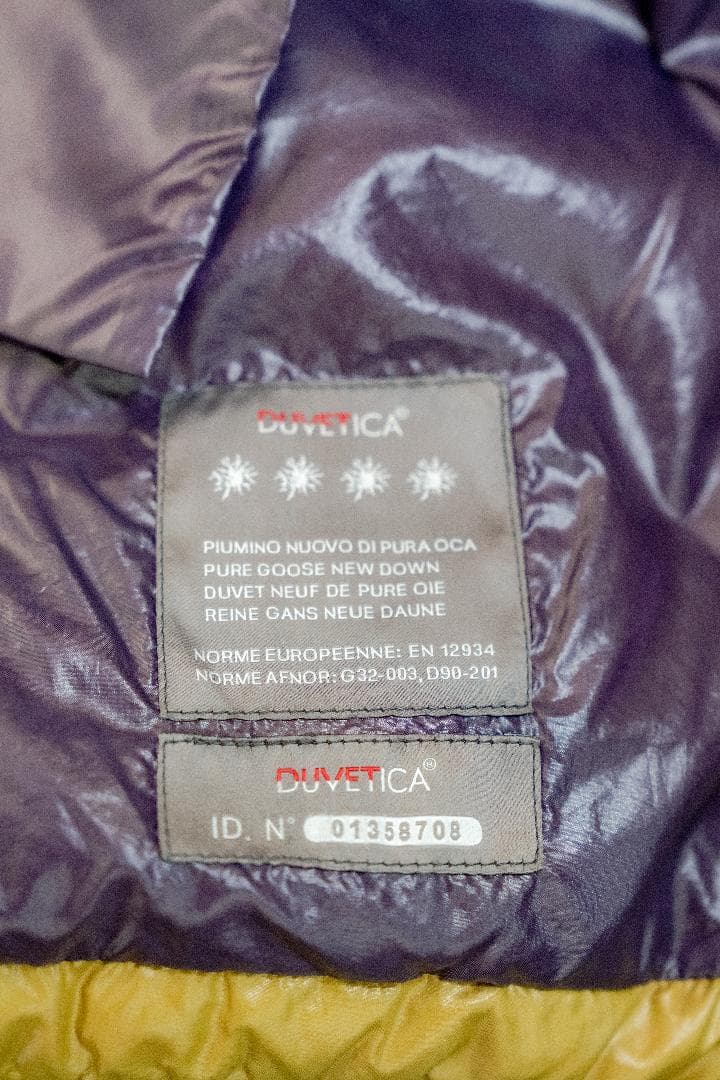 DUVETICA®
PIUMINO NUOVO DI PURA OCA
PURE GOOSE NEW DOWN
DUVET NEUF DE PURE OIE
REINE GANS NEUE DAUNE
NORME EUROPEENNE: EN 12934
NORME AFNOR: G32-003, D90-201
DUVETICA®
ID. N° 01358708